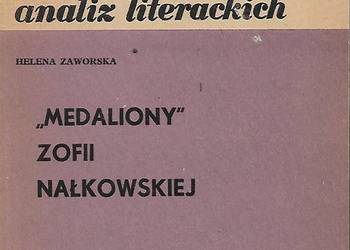 analiz literackich
HELENA ZAWORSKA
„MEDALIONY"
ZOFII
NAŁKOWSKIEJ